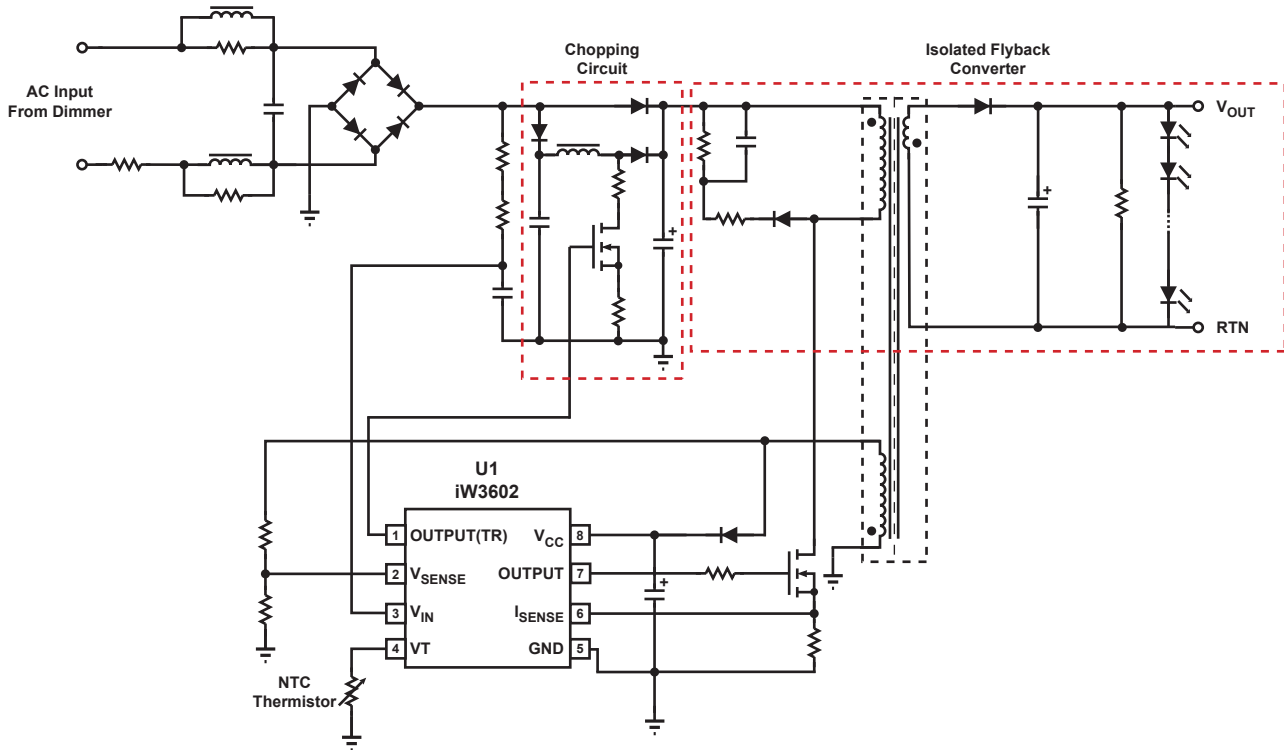 Chopping
Circuit
Isolated Flyback
Converter
AC Input
From Dimmer
VOUT
+
+
RTN
U1
iW3602
1 OUTPUT(TR)
VCC 8
2 VSENSE
OUTPUT 7
+
3 VIN
ISENSE 6
4 VT
GND 5
NTC
Thermistor